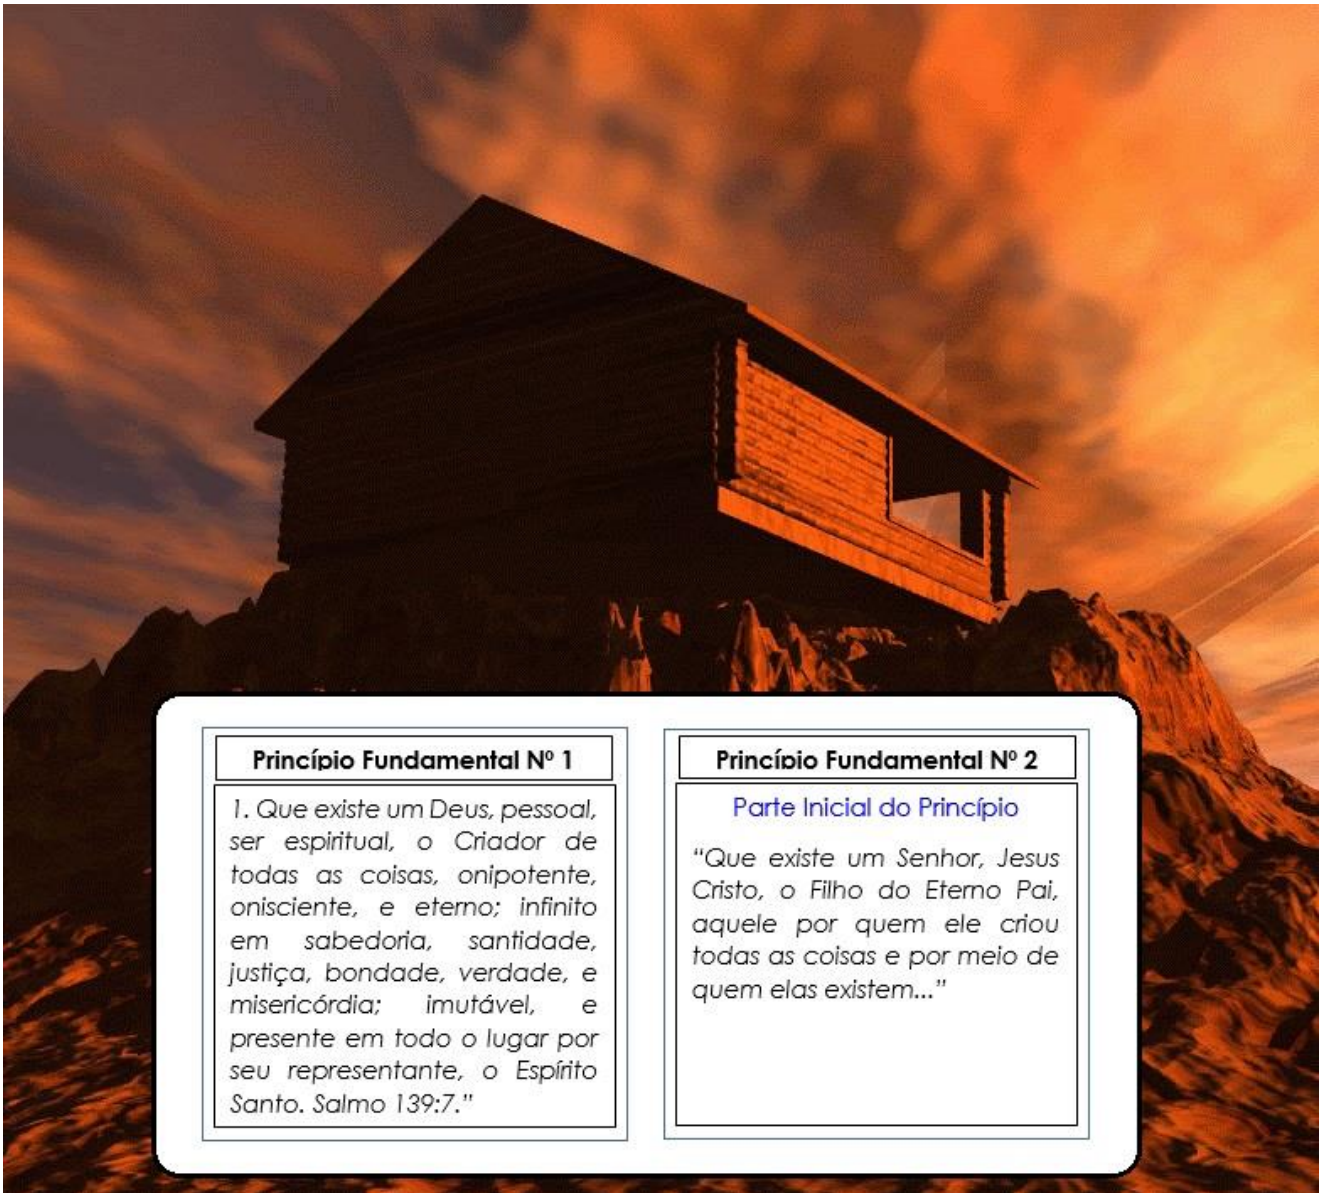 Princípio Fundamental Nº 1
1. Que existe um Deus, pessoal,
ser espiritual, o Criador de
todas as coisas, onipotente,
onisciente, e eterno; infinito
em sabedoria, santidade,
justiça, bondade, verdade, e
misericórdia; imutável, e
presente em todo o lugar por
seu representante, o Espírito
Santo. Salmo 139:7.”
Princípio Fundamental Nº 2
Parte Inicial do Princípio
“Que existe um Senhor, Jesus
Cristo, o Filho do Eterno Pai,
aquele por quem ele criou
todas as coisas e por meio de
quem elas existem...”